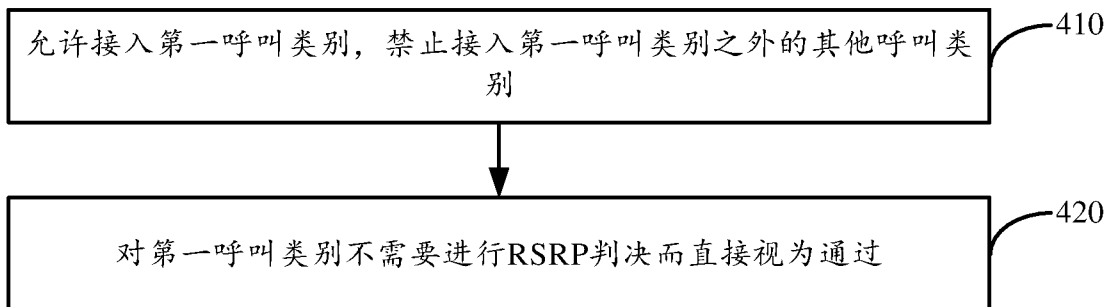 允许接入第一呼叫类别，禁止接入第一呼叫类别之外的其他呼叫类
别
410
对第一呼叫类别不需要进行RSRP判决而直接视为通过
420